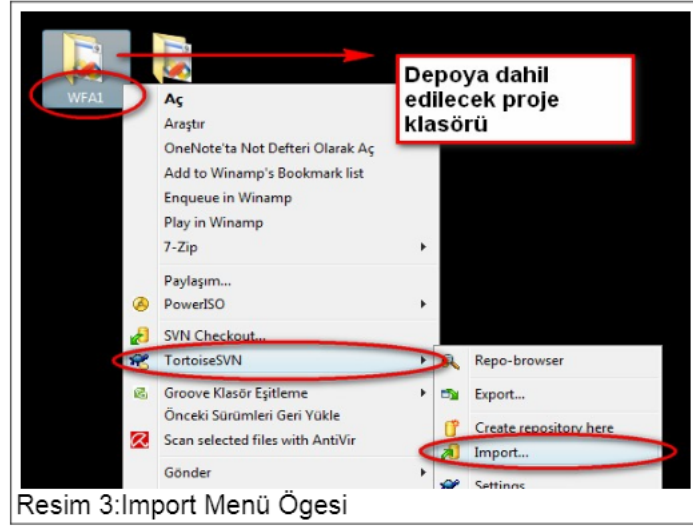 WFA1
Depoya dahil
edilecek proje
klasörü
Aç
Araştır
OneNote'ta Not Defteri Olarak Aç
Add to Winamp's Bookmark list
Enqueue in Winamp
Play in Winamp
7-Zip
Paylaşım...
PowerISO
SVN Checkout...
TortoiseSVN
Groove Klasör Eşitleme
Önceki Sürümleri Geri Yükle
Scan selected files with AntiVir
Gönder
Repo-browser
Export...
Create repository here
Import...
Settings
Resim 3:Import Menü Ögesi